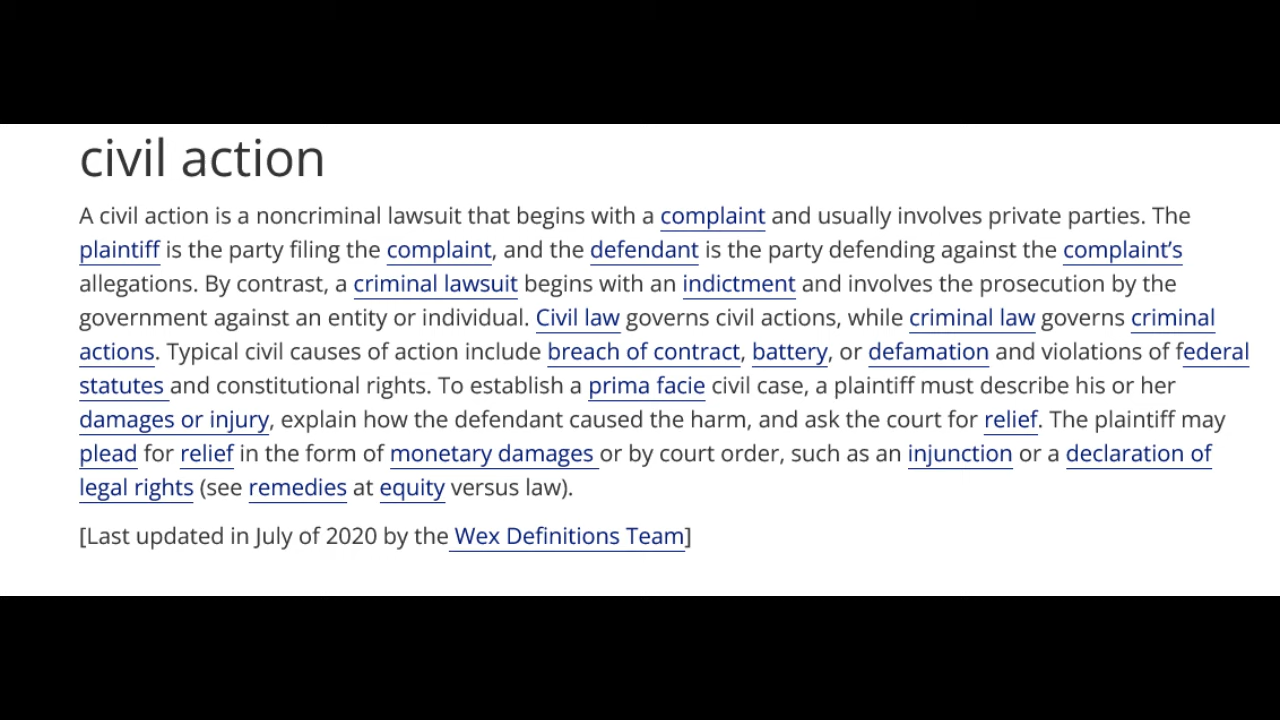 civil action
A civil action is a noncriminal lawsuit that begins with a complaint and usually involves private parties. The
plaintiff is the party filing the complaint, and the defendant is the party defending against the complaint’s
allegations. By contrast, a criminal lawsuit begins with an indictment and involves the prosecution by the
government against an entity or individual. Civil law governs civil actions, while criminal law governs criminal
actions. Typical civil causes of action include breach of contract, battery, or defamation and violations of federal
statutes and constitutional rights. To establish a prima facie civil case, a plaintiff must describe his or her
damages or injury, explain how the defendant caused the harm, and ask the court for relief. The plaintiff may
plead for relief in the form of monetary damages or by court order, such as an injunction or a declaration of
legal rights (see remedies at equity versus law).
[Last updated in July of 2020 by the Wex Definitions Team]